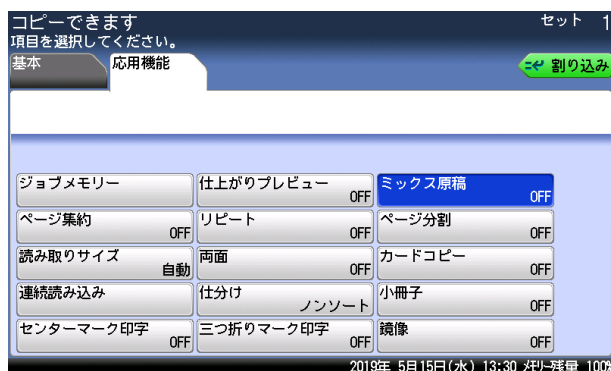 コピーできます セット 1
項目を選択してください。
基本 応用機能 割り込み
ジョブメモリー 仕上がりプレビュー OFF ミックス原稿 OFF
ページ集約 OFF リピート OFF ページ分割 OFF
読み取りサイズ 自動 両面 OFF カードコピー OFF
連続読み込み 仕分け ノンソート 小冊子 OFF
センターマーク印字 OFF 三つ折りマーク印字 OFF 鏡像 OFF
2019年 5月15日(水) 13:30 メモリー残量 100%